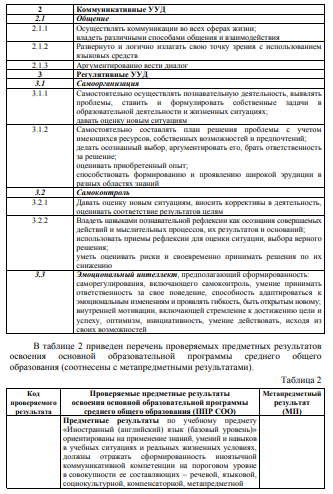 2 Коммуникативные УУД
2.1 Общение
2.1.1 Осуществлять коммуникации во всех сферах жизни;
владеть различными способами общения и взаимодействия
2.1.2 Развернуто и логично излагать свою точку зрения с использованием
языковых средств
2.1.3 Аргументированно вести диалог
3 Регулятивные УУД
3.1 Самоорганизация
3.1.1 Самостоятельно осуществлять познавательную деятельность, выявлять
проблемы, ставить и формулировать собственные задачи в
образовательной деятельности и жизненных ситуациях;
давать оценку новым ситуациям
3.1.2 Самостоятельно составлять план решения проблемы с учетом
имеющихся ресурсов, собственных возможностей и предпочтений;
делать осознанный выбор, аргументировать его, брать ответственность
за решение;
оценивать приобретенный опыт;
способствовать формированию и проявлению широкой эрудиции в
разных областях знаний
3.2 Самоконтроль
3.2.1 Давать оценку новым ситуациям, вносить коррективы в деятельность,
оценивать соответствие результатов целям
3.2.2 Владеть навыками познавательной рефлексии как осознания совершаемых
действий и мыслительных процессов, их результатов и оснований;
использовать приемы рефлексии для оценки ситуации, выбора верного
решения;
уметь оценивать риски и своевременно принимать решения по их
снижению
3.3 Эмоциональный интеллект, предполагающий сформированность:
саморегулирования, включающего самоконтроль, умение принимать
ответственность за свое поведение, способность адаптироваться к
эмоциональным изменениям и проявлять гибкость, быть открытым новому;
внутренней мотивации, включающей стремление к достижению цели и
успеху, оптимизм, инициативность, умение действовать, исходя из
своих возможностей
В таблице 2 приведен перечень проверяемых предметных результатов
освоения основной образовательной программы среднего общего
образования (соотнесены с метапредметными результатами).
Таблица 2
Код
проверяемого
результата
Проверяемые предметные результаты
освоения основной образовательной программы
среднего общего образования (ППР СОО)
Метапредметный
результат
(МП)
Предметные результаты по учебному предмету
«Иностранный (английский) язык (базовый уровень)»
ориентированы на применение знаний, умений и навыков
в учебных ситуациях и реальных жизненных условиях,
должны отражать сформированность иноязычной
коммуникативной компетенции на пороговом уровне
в совокупности ее составляющих – речевой, языковой,
социокультурной, компенсаторной, метапредметной